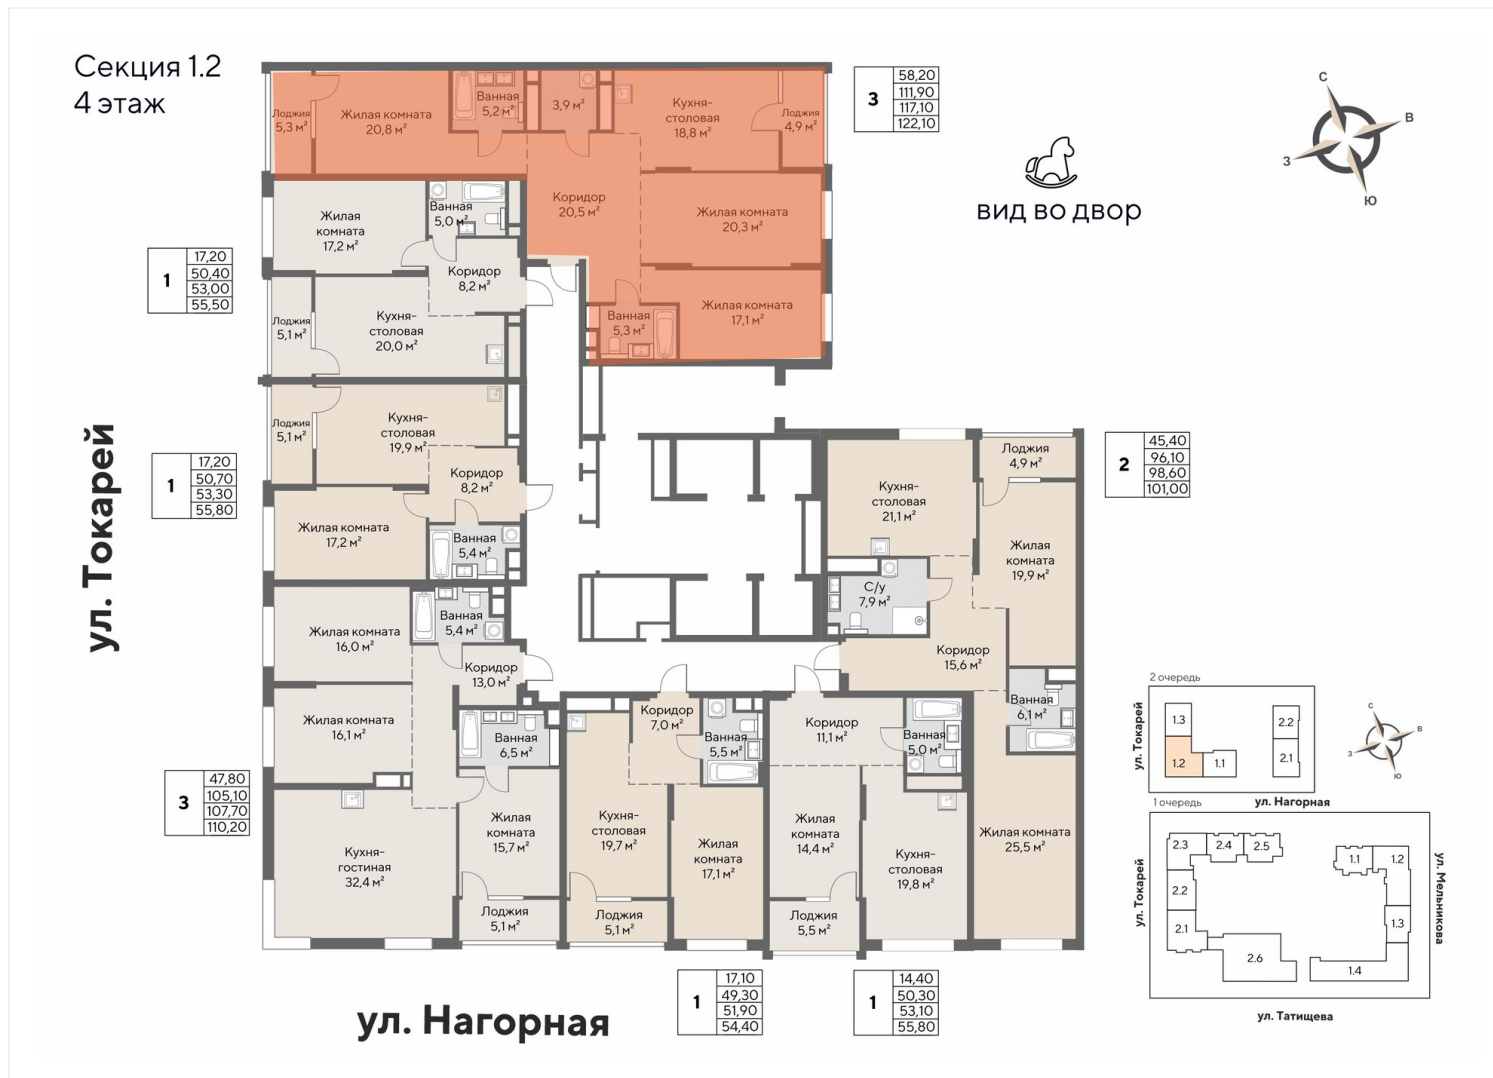 Секция 1.2
4 этаж
Лоджия
5,3 м²
Жилая комната
20,8 м²
Ванная
5,2 м²
3,9 м²
Кухня-
столовая
18,8 м²
Лоджия
4,9 м²
3
58,20
111,90
117,10
122,10
С
В
З
Ю
вид во двор
Коридор
20,5 м²
Жилая комната
20,3 м²
Жилая комната
17,1 м²
Ванная
5,3 м²
1
17,20
50,40
53,00
55,50
Жилая
комната
17,2 м²
Ванная
5,0 м²
Коридор
8,2 м²
Лоджия
5,1 м²
Кухня-
столовая
20,0 м²
ул. Токарей
1
17,20
50,70
53,30
55,80
Лоджия
5,1 м²
Кухня-
столовая
19,9 м²
Коридор
8,2 м²
Жилая комната
17,2 м²
Ванная
5,4 м²
2
45,40
96,10
98,60
101,00
Кухня-
столовая
21,1 м²
Лоджия
4,9 м²
Жилая
комната
19,9 м²
С/у
7,9 м²
Коридор
15,6 м²
Ванная
6,1 м²
Жилая комната
25,5 м²
Жилая комната
16,0 м²
Ванная
5,4 м²
Коридор
13,0 м²
Жилая комната
16,1 м²
Ванная
6,5 м²
3
47,80
105,10
107,70
110,20
Кухня-
гостиная
32,4 м²
Жилая
комната
15,7 м²
Лоджия
5,1 м²
Коридор
7,0 м²
Ванная
5,5 м²
Кухня-
столовая
19,7 м²
Жилая
комната
17,1 м²
Лоджия
5,1 м²
Коридор
11,1 м²
Ванная
5,0 м²
Жилая
комната
14,4 м²
Кухня-
столовая
19,8 м²
Лоджия
5,5 м²
1
17,10
49,30
51,90
54,40
1
14,40
50,30
53,10
55,80
ул. Нагорная
2 очередь
ул. Токарей
1.3
1.2
1.1
2.2
2.1
С
В
З
Ю
1 очередь
ул. Нагорная
ул. Токарей
2.3
2.4
2.5
2.2
2.1
2.6
1.1
1.2
1.3
1.4
ул. Мельникова
ул. Татищева